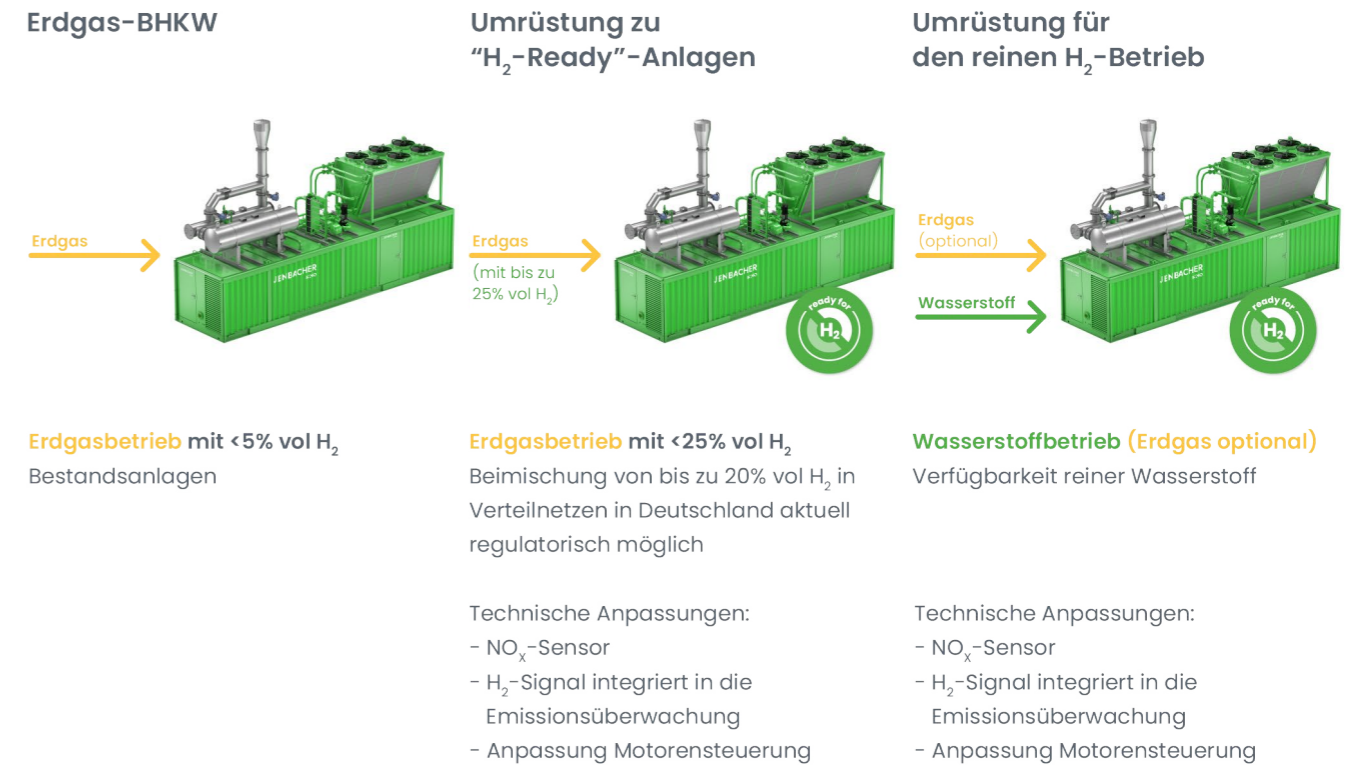 Erdgas-BHKW
Umrüstung zu
“H₂-Ready”-Anlagen
Umrüstung für
den reinen H₂-Betrieb
Erdgas
JENBACHER
Erdgas
(mit bis zu
25% vol H₂)
JENBACHER
ready for
H₂
Erdgas
(optional)
Wasserstoff
JENBACHER
ready for
H₂
Erdgasbetrieb mit <5% vol H₂
Bestandsanlagen
Erdgasbetrieb mit <25% vol H₂
Beimischung von bis zu 20% vol H₂ in
Verteilnetzen in Deutschland aktuell
regulatorisch möglich
Technische Anpassungen:
- NOₓ-Sensor
- H₂-Signal integriert in die
Emissionsüberwachung
- Anpassung Motorensteuerung
Wasserstoffbetrieb (Erdgas optional)
Verfügbarkeit reiner Wasserstoff
Technische Anpassungen:
- NOₓ-Sensor
- H₂-Signal integriert in die
Emissionsüberwachung
- Anpassung Motorensteuerung